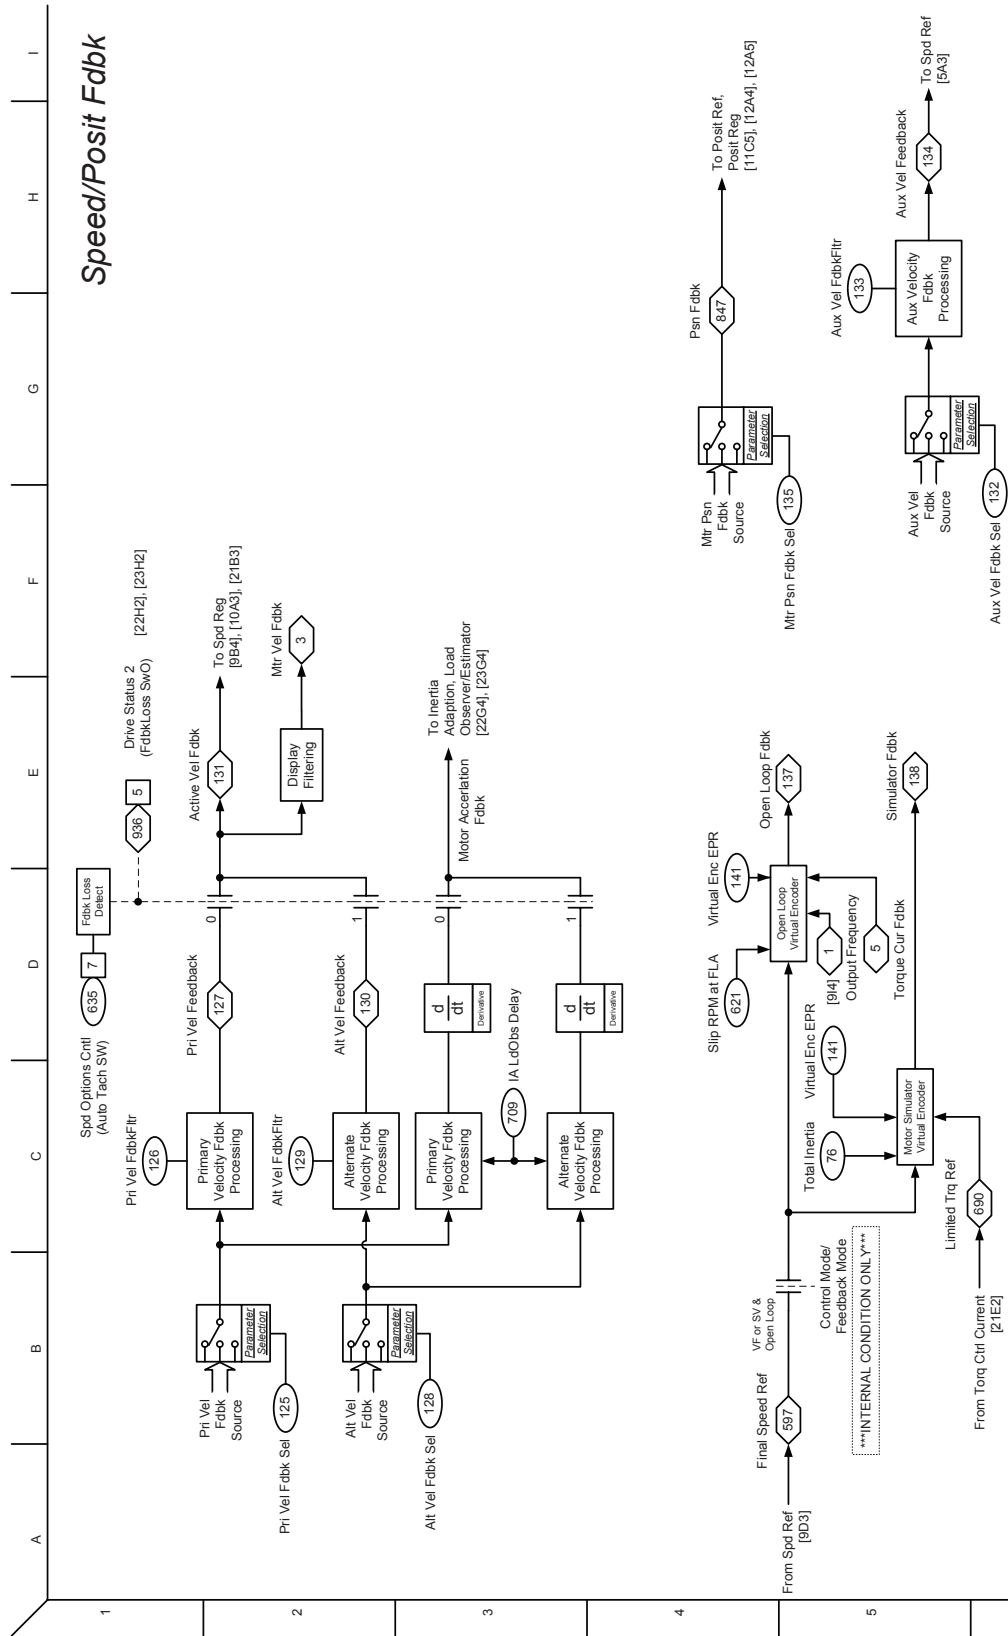 Speed/Posit Fdbk
A
B
C
D
E
F
G
H
I
1
2
3
4
5
Spd Options Cntl
(Auto Tach SW)
635
7
Fdbk Loss
Detect
936
5
Drive Status 2
(FdbkLoss SwO)
[22H2], [23H2]
Pri Vel FdbkFltr
126
Pri Vel
Fdbk
Source
Parameter
Selection
125
Pri Vel Fdbk Sel
Primary
Velocity Fdbk
Processing
Pri Vel Feedback
127
0
Active Vel Fdbk
131
To Spd Reg
[9B4], [10A3], [21B3]
Alt Vel FdbkFltr
129
Alt Vel
Fdbk
Source
Parameter
Selection
128
Alt Vel Fdbk Sel
Alternate
Velocity Fdbk
Processing
Alt Vel Feedback
130
1
Display
Filtering
Mtr Vel Fdbk
3
Primary
Velocity Fdbk
Processing
d
dt
Derivative
0
Motor Accerlation
Fdbk
To Inertia
Adaption, Load
Observer/Estimator
[22G4], [23G4]
709
IA LdObs Delay
Alternate
Velocity Fdbk
Processing
d
dt
Derivative
1
Mtr Psn
Fdbk
Source
Parameter
Selection
135
Mtr Psn Fdbk Sel
Psn Fdbk
847
To Posit Ref,
Posit Reg
[11C5], [12A4], [12A5]
From Spd Ref
[9D3]
Final Speed Ref
597
VF or SV &
Open Loop
Control Mode/
Feedback Mode
***INTERNAL CONDITION ONLY***
Slip RPM at FLA
621
Virtual Enc EPR
141
Open Loop
Virtual Encoder
Open Loop Fdbk
137
1
[9I4]
Output Frequency
5
Torque Cur Fdbk
Total Inertia
76
Virtual Enc EPR
141
Motor Simulator
Virtual Encoder
Simulator Fdbk
138
From Torq Ctrl Current
[21E2]
Limited Trq Ref
690
Aux Vel
Fdbk
Source
Parameter
Selection
132
Aux Vel Fdbk Sel
Aux Vel FdbkFltr
133
Aux Velocity
Fdbk
Processing
Aux Vel Feedback
134
To Spd Ref
[5A3]